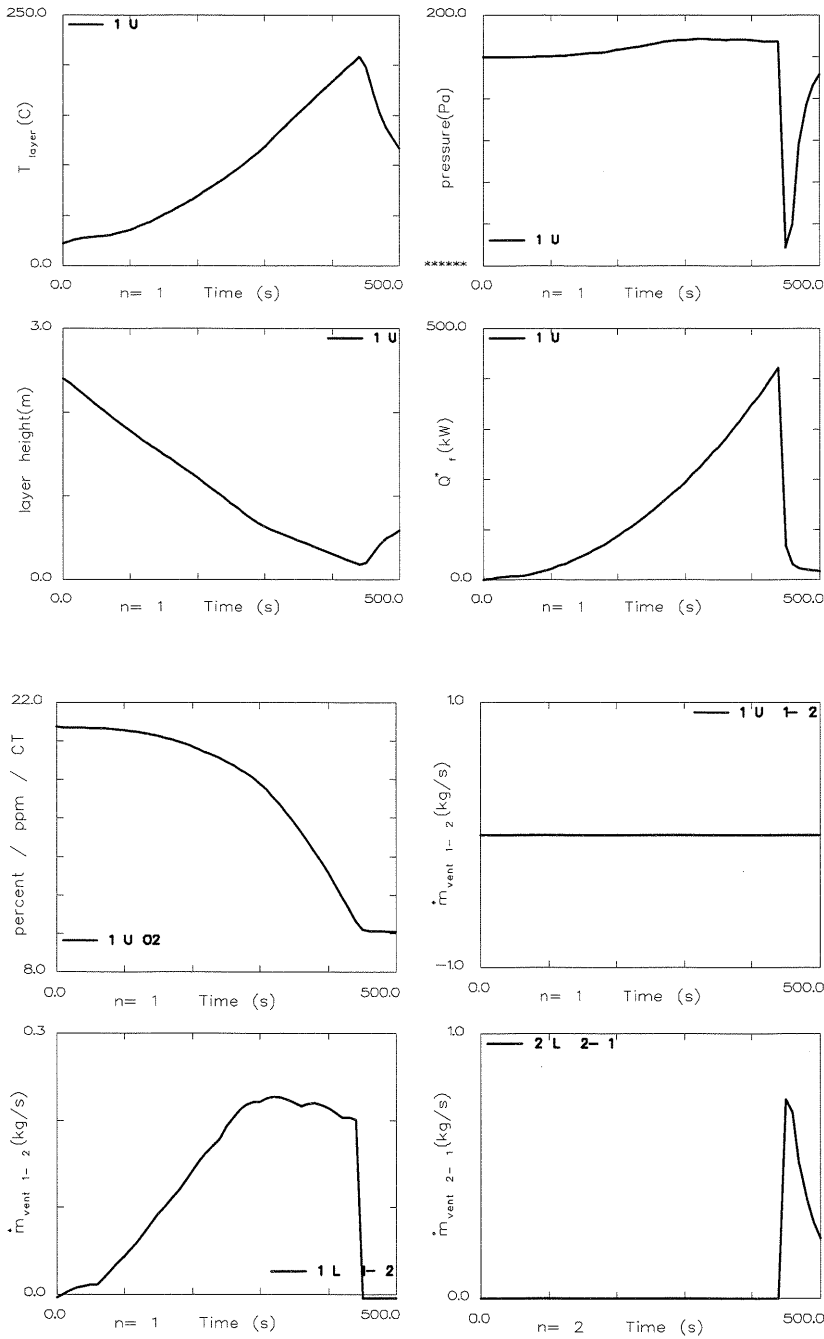 250.0
1 U
T layer (C)
0.0
0.0
500.0
n= 1 Time (s)
200.0
pressure(Pa)
1 U
******
0.0
500.0
n= 1 Time (s)
3.0
1 U
layer height(m)
0.0
0.0
500.0
n= 1 Time (s)
500.0
1 U
Q* f (kW)
0.0
0.0
500.0
n= 1 Time (s)
22.0
percent / ppm / CT
1 U O2
8.0
0.0
500.0
n= 1 Time (s)
1.0
1 U 1- 2
m vent 1- 2 (kg/s)
-1.0
0.0
500.0
n= 1 Time (s)
0.3
m vent 1- 2 (kg/s)
1 L 1- 2
0.0
0.0
500.0
n= 1 Time (s)
1.0
2 L 2- 1
m vent 2- 1 (kg/s)
0.0
0.0
500.0
n= 2 Time (s)